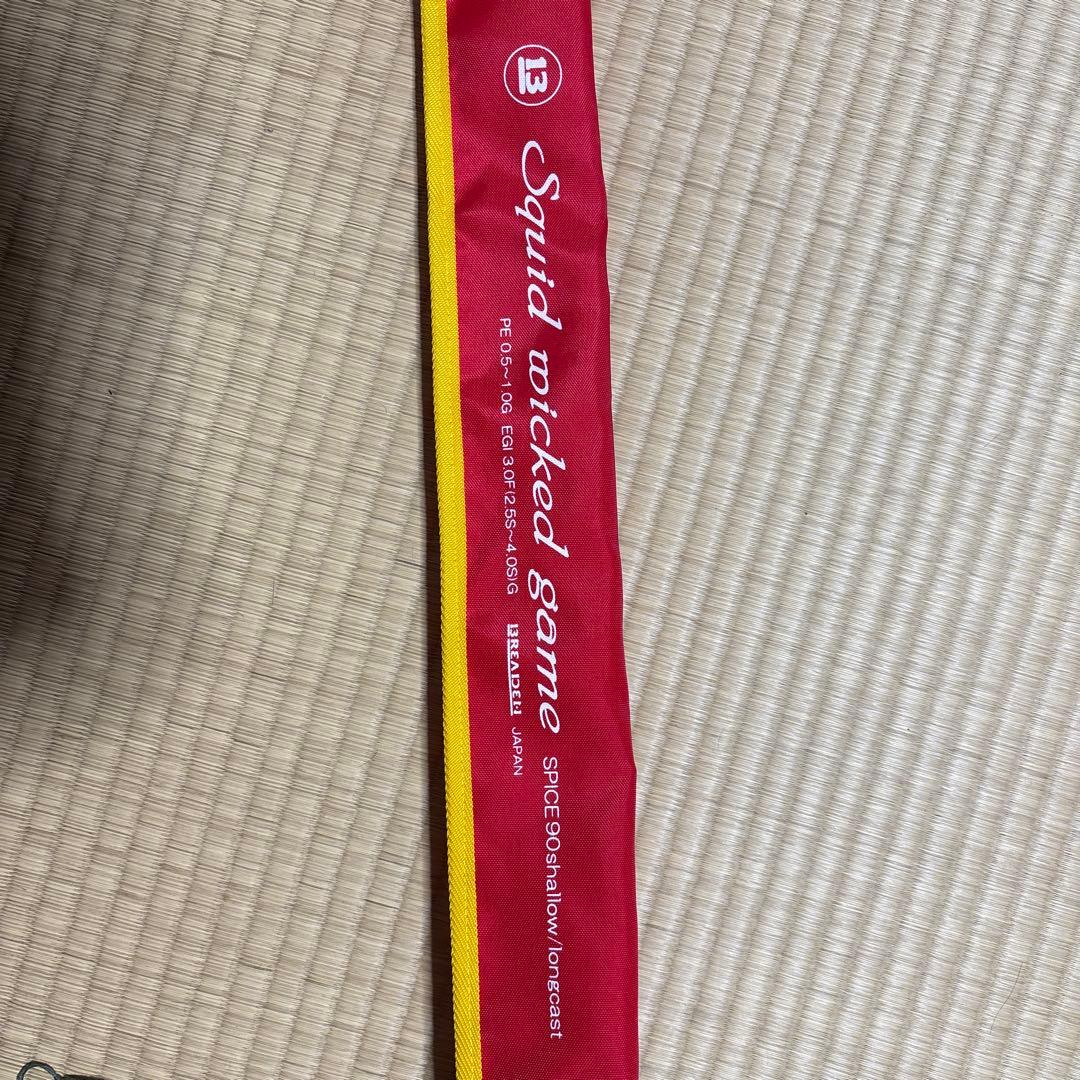 B
Squid wicked game SPICE90shallow/longcast
PE 0.5～1.0G EGI 3.0F(2.5S～4.0S)G BREADEN JAPAN